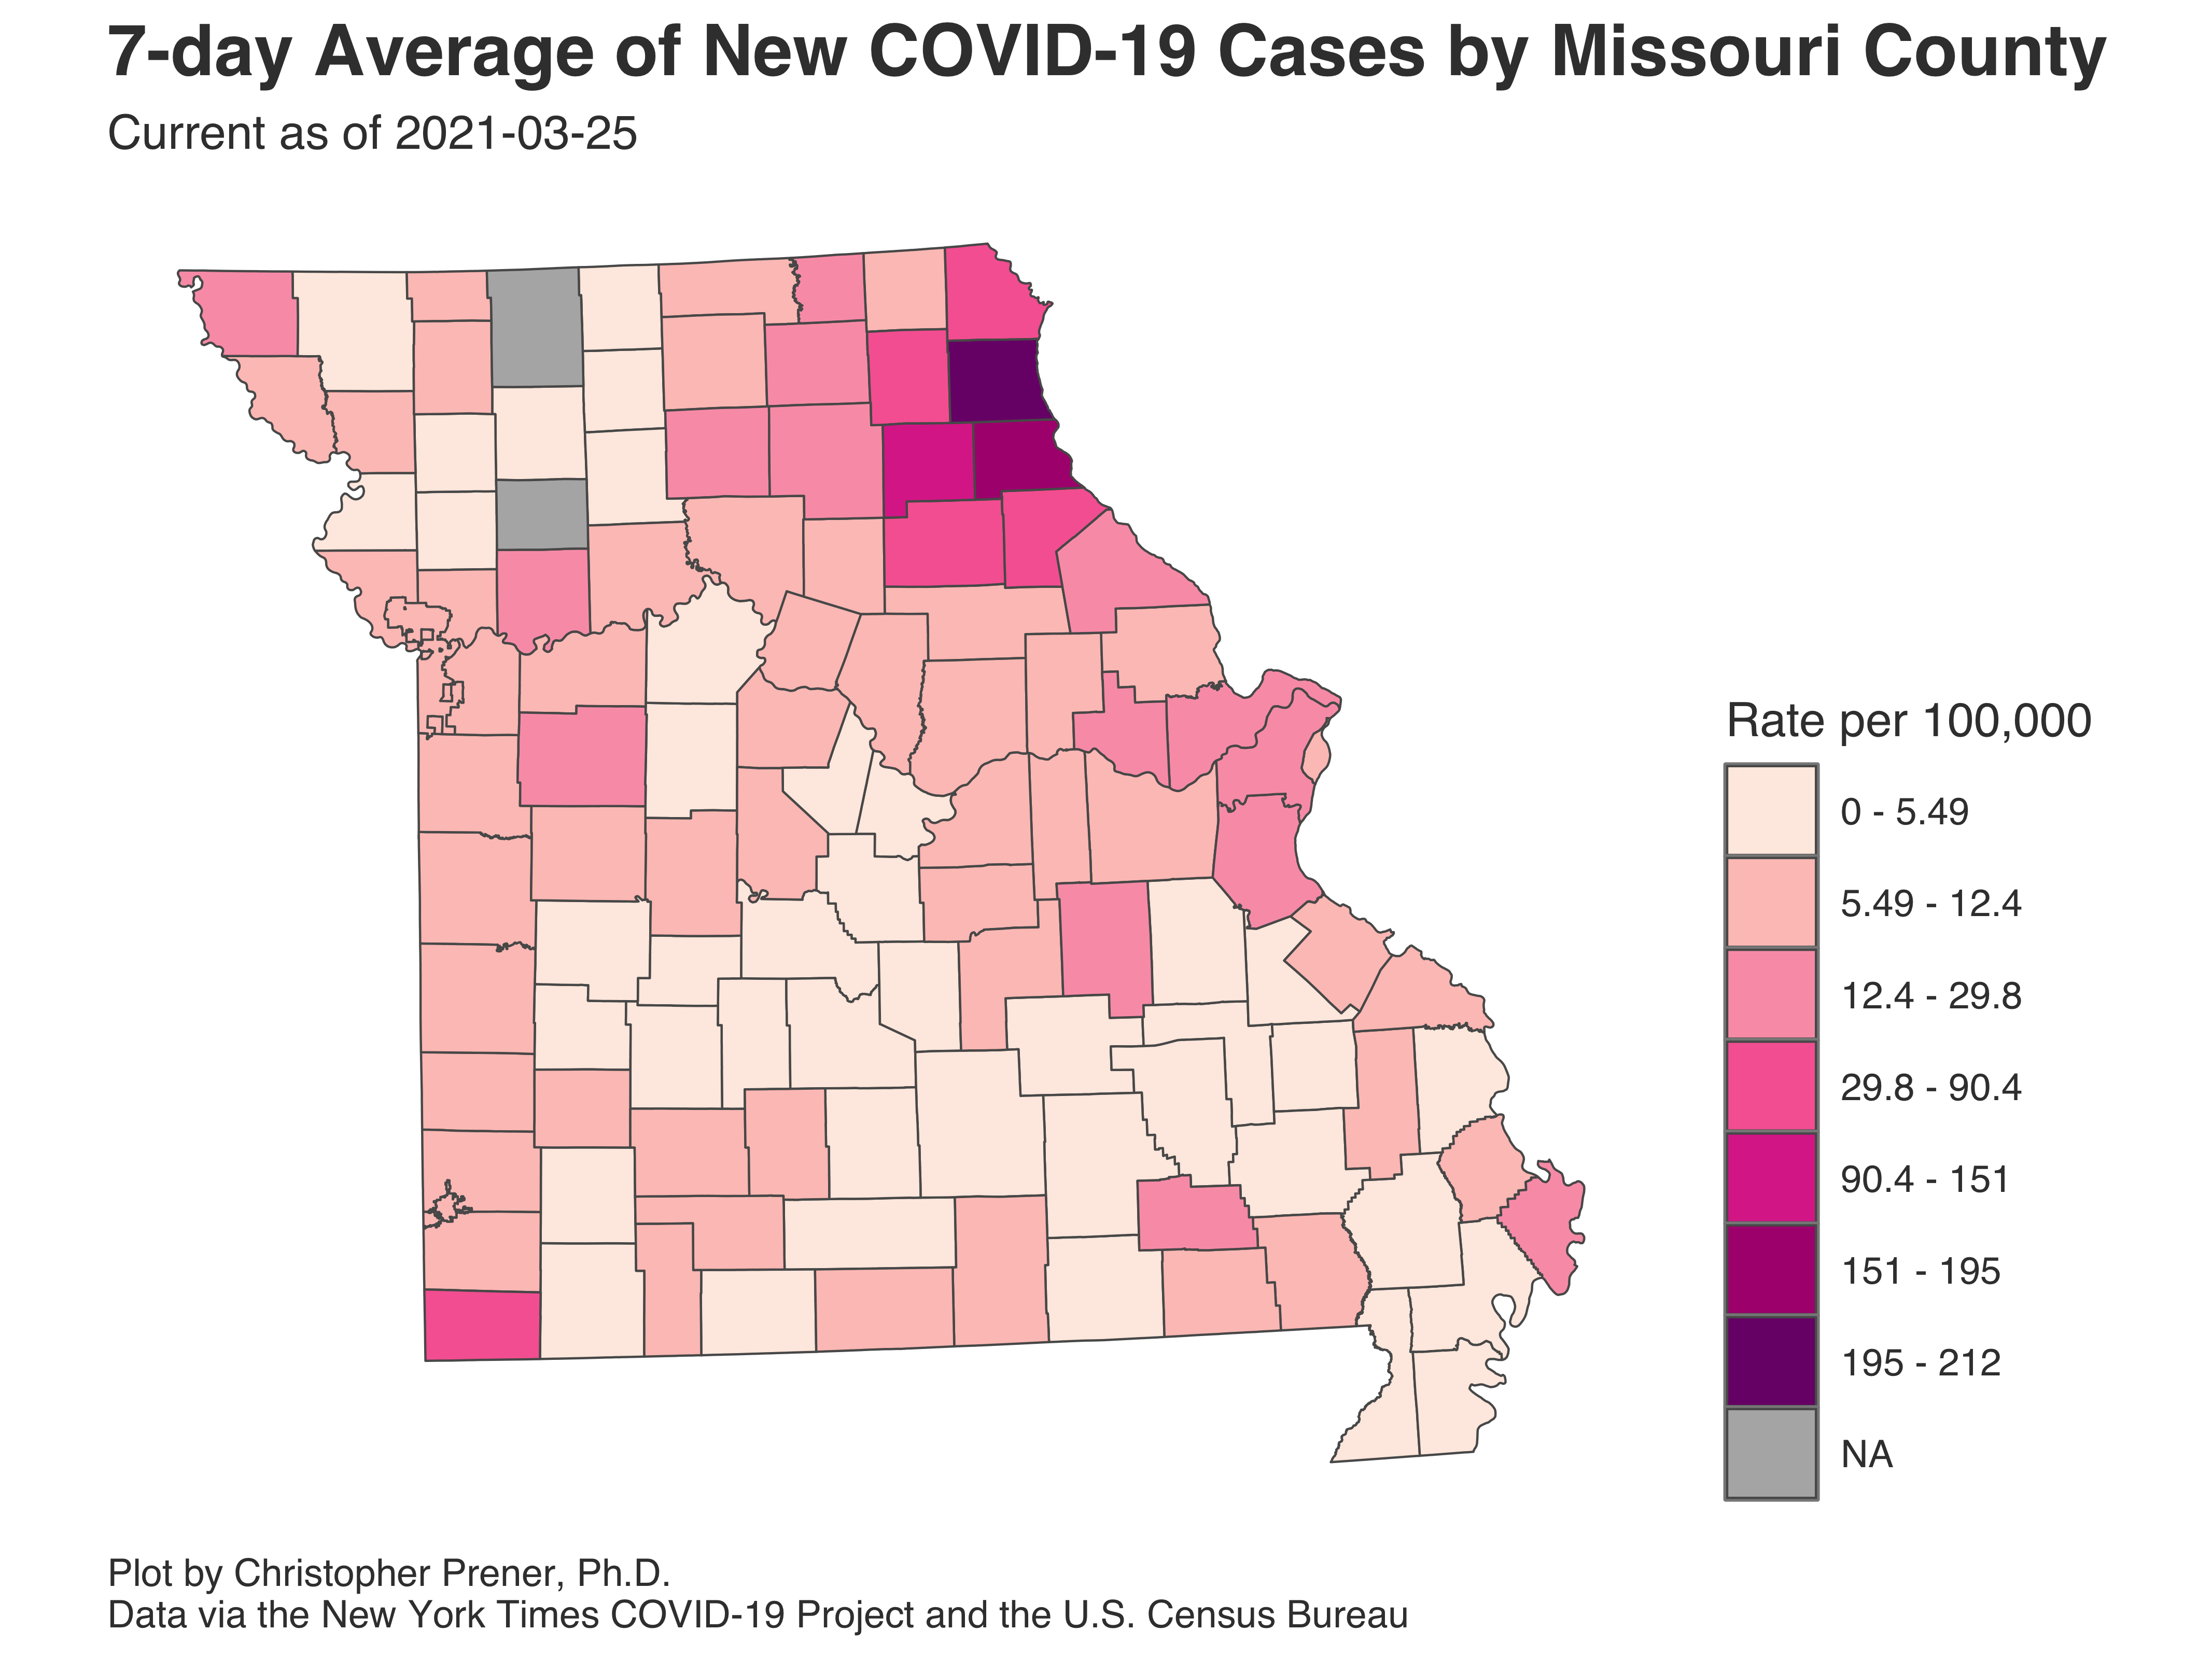 7-day Average of New COVID-19 Cases by Missouri County
Current as of 2021-03-25
Rate per 100,000
0 - 5.49
5.49 - 12.4
12.4 - 29.8
29.8 - 90.4
90.4 - 151
151 - 195
195 - 212
NA
Plot by Christopher Prener, Ph.D.
Data via the New York Times COVID-19 Project and the U.S. Census Bureau